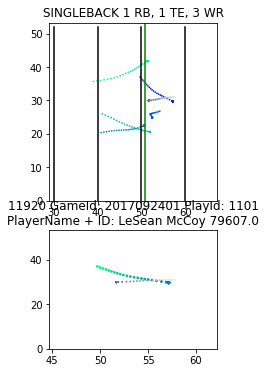 SINGLEBACK 1 RB, 1 TE, 3 WR
50
40
30
20
10
0
30 40 50 60
11920 GameId: 2017092401 PlayId: 1101
PlayerName + ID: LeSean McCoy 79607.0
40
20
0
45 50 55 60